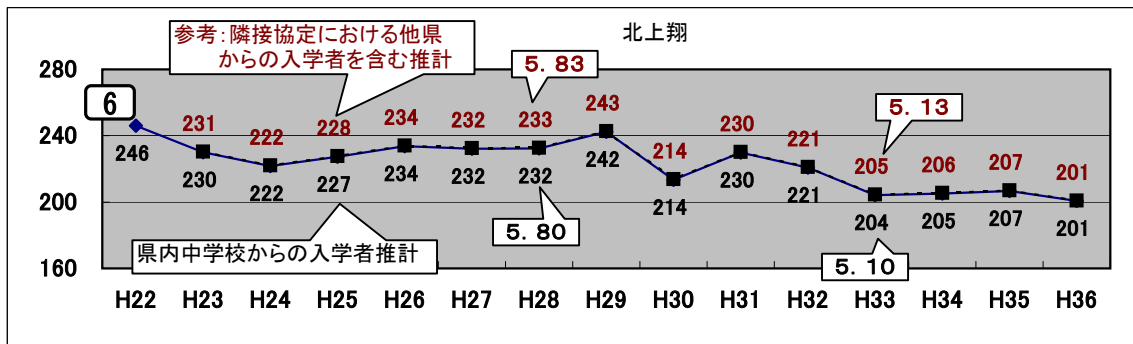 北上翔
参考：隣接協定における他県
からの入学者を含む推計
5．83
5．13
280
240
200
160
6
231 222 228 234 232 233 243 214 230 221 205 206 207 201
246 230 222 227 234 232 232 242 214 230 221 204 205 207 201
県内中学校からの入学者推計
5．80
5．10
H22 H23 H24 H25 H26 H27 H28 H29 H30 H31 H32 H33 H34 H35 H36